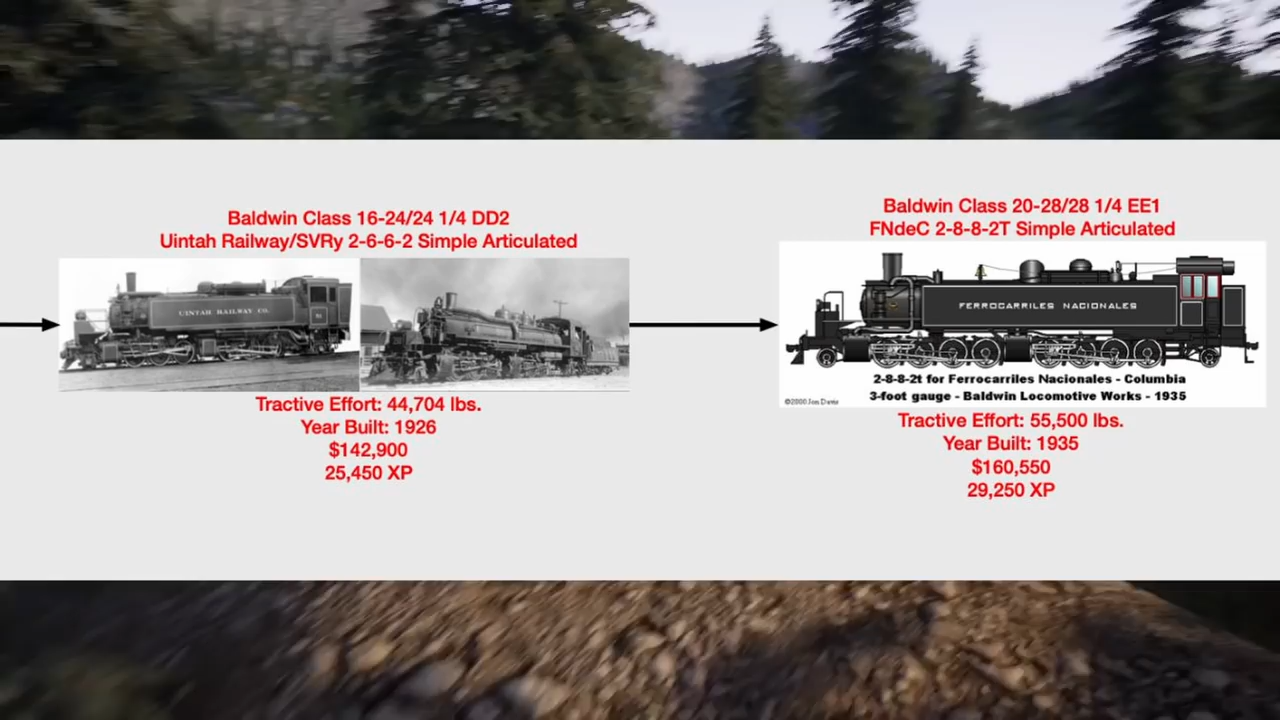 Baldwin Class 16-24/24 1/4 DD2
Uintah Railway/SVRy 2-6-6-2 Simple Articulated
UINTAH RAILWAY CO.
Tractive Effort: 44,704 lbs.
Year Built: 1926
$142,900
25,450 XP
Baldwin Class 20-28/28 1/4 EE1
FNdeC 2-8-8-2T Simple Articulated
FERROCARRILES NACIONALES
2-8-8-2t for Ferrocarriles Nacionales - Columbia
3-foot gauge - Baldwin Locomotive Works - 1935
©2000 Jon Davis
Tractive Effort: 55,500 lbs.
Year Built: 1935
$160,550
29,250 XP